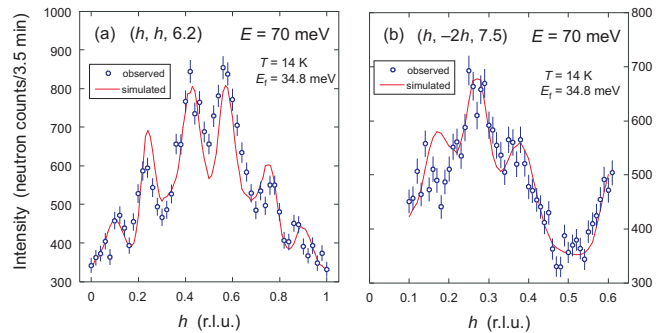 (a) (h, h, 6.2) E = 70 meV
T = 14 K
E_f = 34.8 meV
observed
simulated
Intensity (neutron counts/3.5 min)
1000
900
800
700
600
500
400
300
0 0.2 0.4 0.6 0.8 1
h (r.l.u.)
(b) (h, –2h, 7.5) E = 70 meV
T = 14 K
E_f = 34.8 meV
observed
simulated
800
700
600
500
400
300
0 0.1 0.2 0.3 0.4 0.5 0.6
h (r.l.u.)